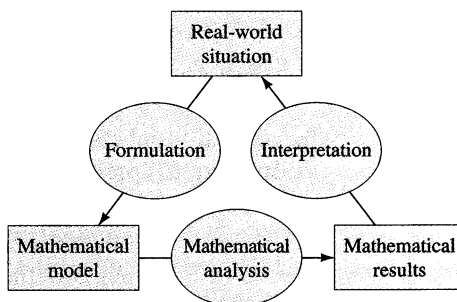 Real-world
situation
Formulation
Interpretation
Mathematical
model
Mathematical
analysis
Mathematical
results